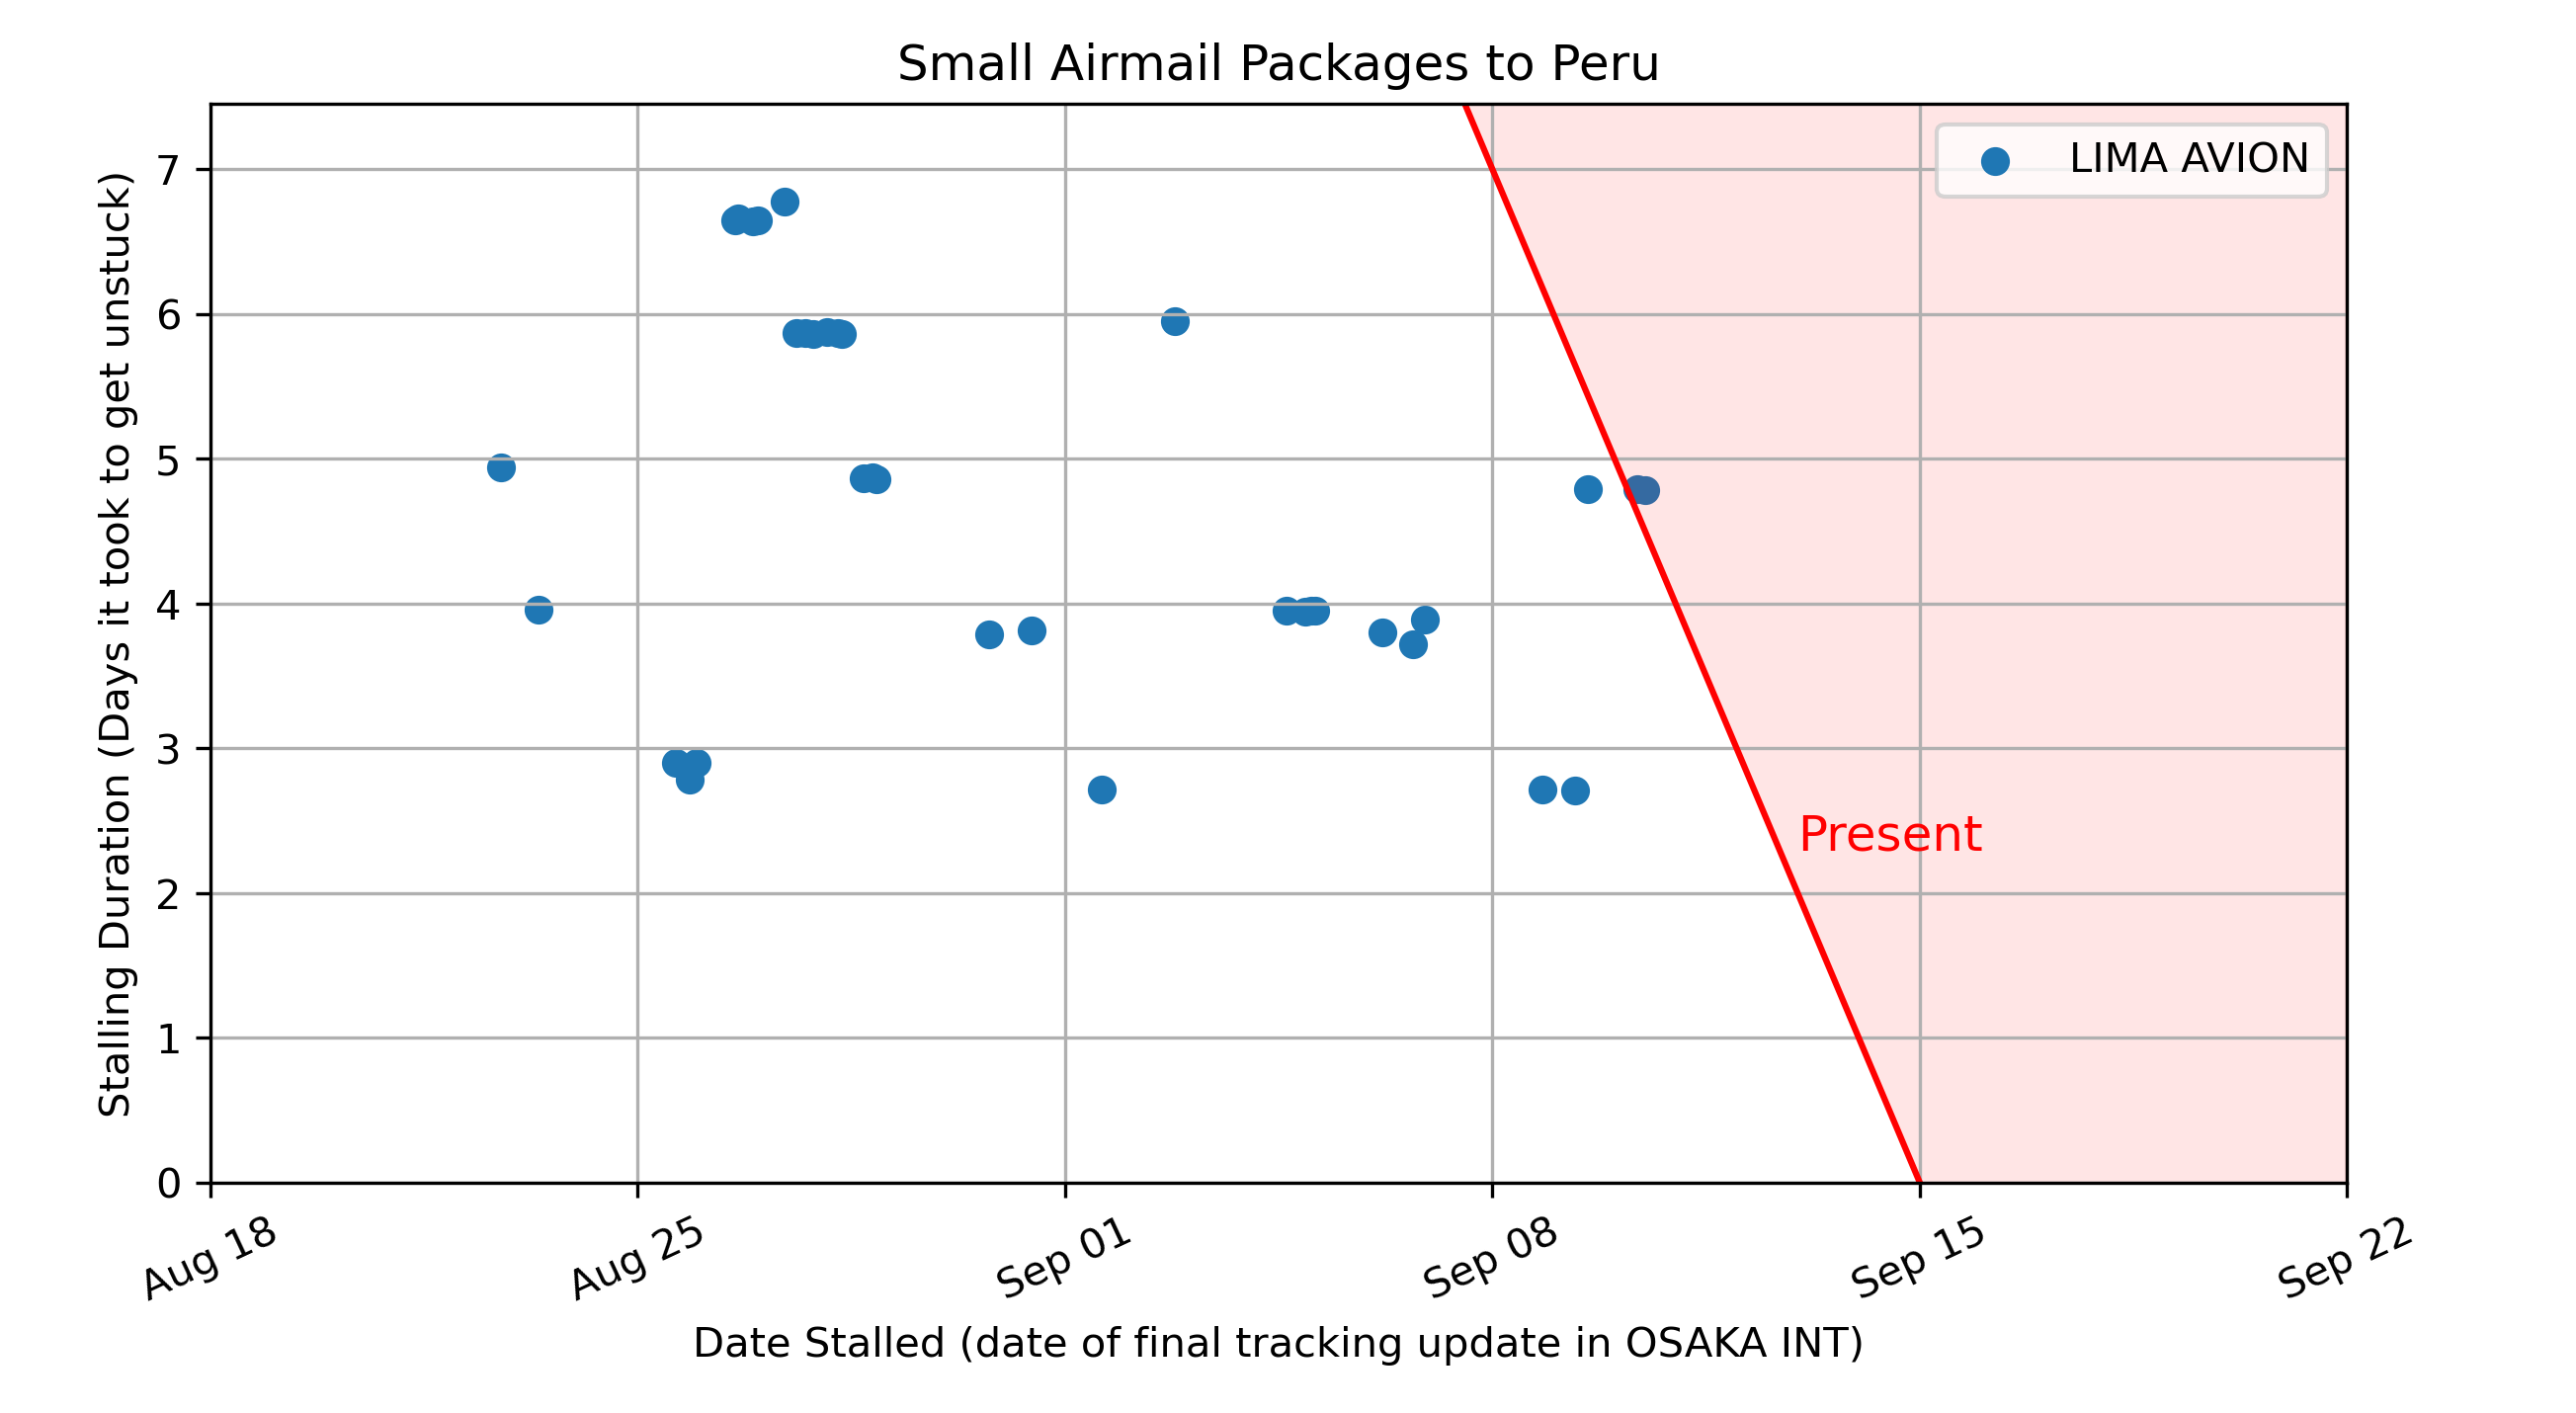 Small Airmail Packages to Peru
LIMA AVION
Stalling Duration (Days it took to get unstuck)
7
6
5
4
3
2
1
0
Present
Aug 18
Aug 25
Sep 01
Sep 08
Sep 15
Sep 22
Date Stalled (date of final tracking update in OSAKA INT)